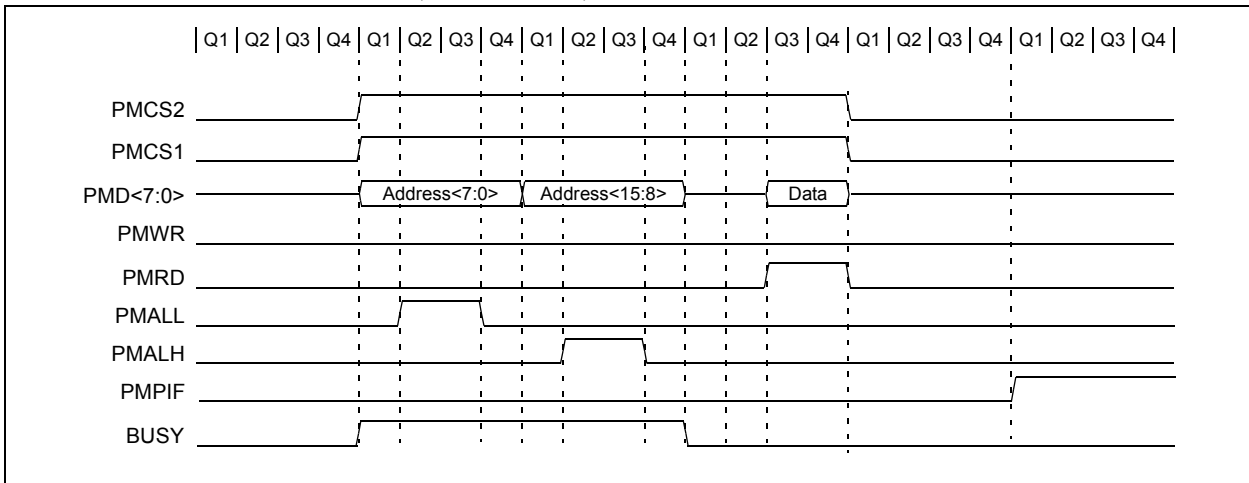 Q1 Q2 Q3 Q4 Q1 Q2 Q3 Q4 Q1 Q2 Q3 Q4 Q1 Q2 Q3 Q4 Q1 Q2 Q3 Q4 Q1 Q2 Q3 Q4
PMCS2
PMCS1
PMD<7:0> Address<7:0> Address<15:8> Data
PMWR
PMRD
PMALL
PMALH
PMPIF
BUSY